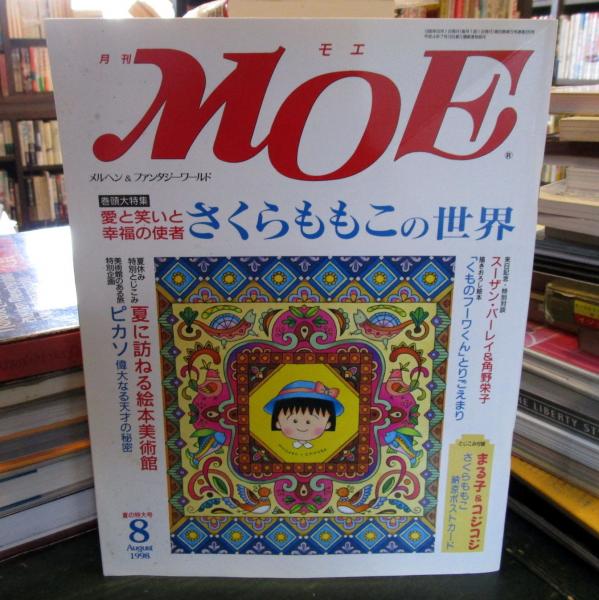 月刊
モエ
MOE
®
メルヘン&ファンタジーワールド
巻頭大特集
愛と笑いと
幸福の使者
さくらももこの世界
来日記念・特別対談
スーザン・バーレイ&角野栄子
描きおろし絵本
「くものフーワくん」とりごえまり
夏休み
特別とじこみ
夏に訪ねる絵本美術館
美術館のある旅
特別企画
ピカソ 偉大なる天才の秘密
とじこみ付録
まる子&コジコジ
さくらももこ
納涼ポストカード
夏の特大号
8
August
1998
THE LIBERTY